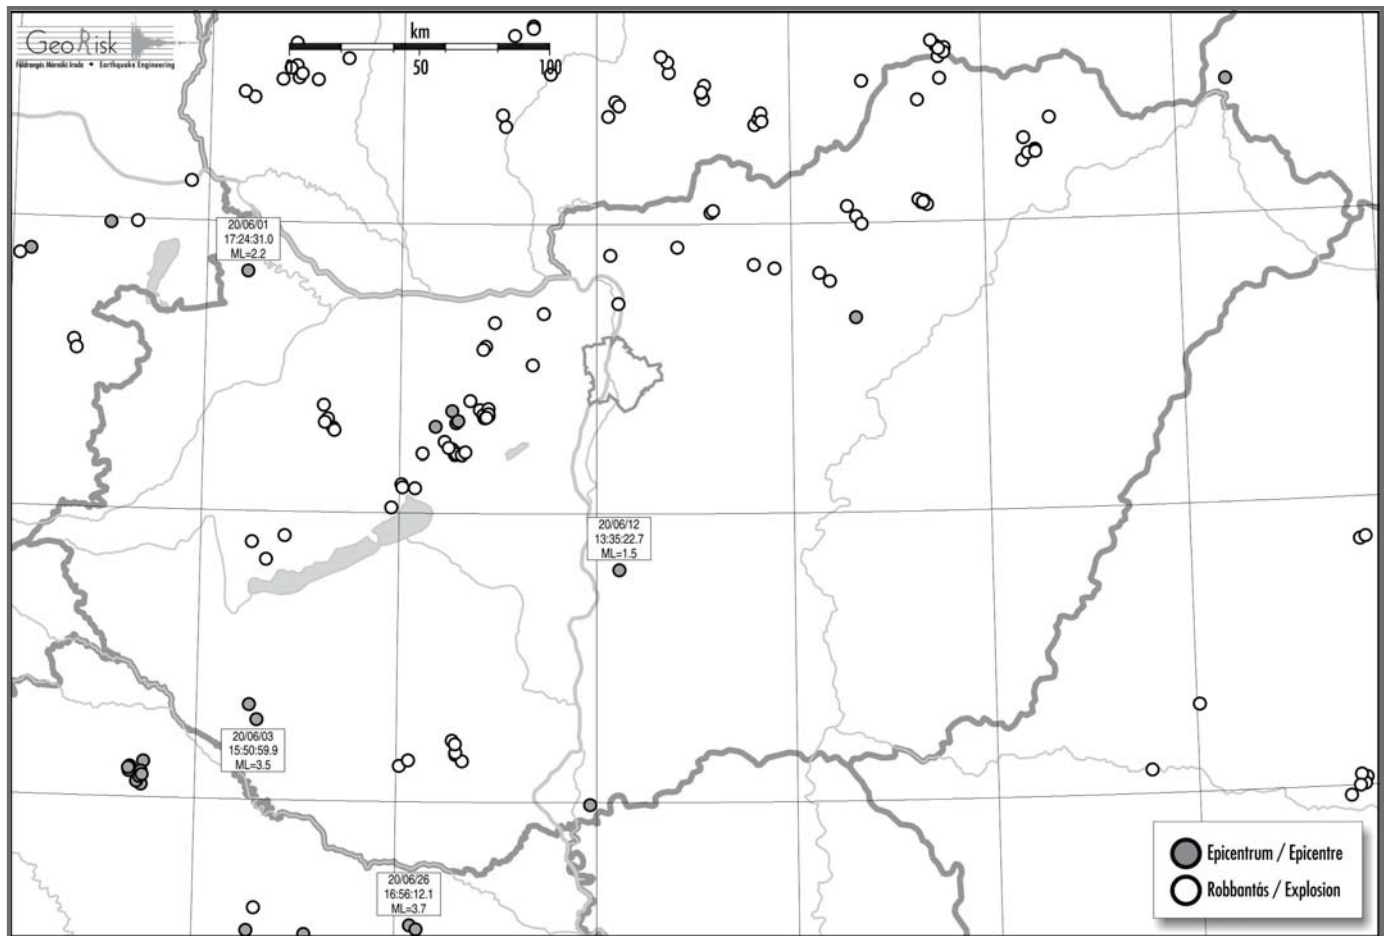 GeoRisk
Földrengés Mérnöki Iroda • Earthquake Engineering
km
0 50 100
20/06/01
17:24:31.0
ML=2.2
20/06/12
13:35:22.7
ML=1.5
20/06/03
15:50:59.9
ML=3.5
20/06/26
16:56:12.1
ML=3.7
Epicentrum / Epicentre
Robbantás / Explosion